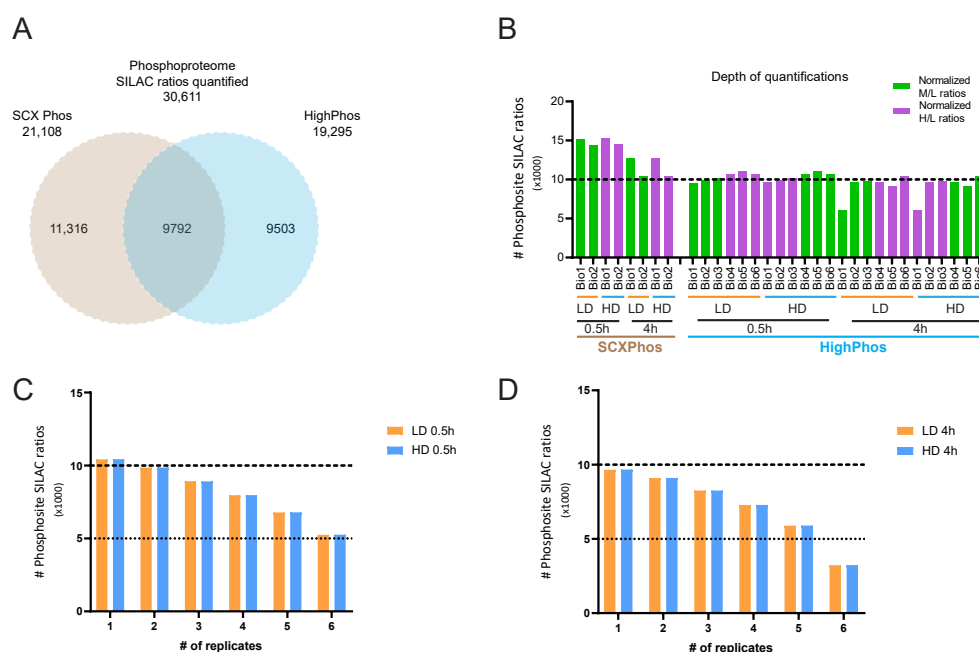 A
Phosphoproteome
SILAC ratios quantified
30,611
SCX Phos
21,108
HighPhos
19,295
11,316
9792
9503
B
Depth of quantifications
Normalized
M/L ratios
Normalized
H/L ratios
# Phosphosite SILAC ratios
(x1000)
20
15
10
5
0
Bio1 Bio2 Bio1 Bio2 Bio1 Bio2 Bio1 Bio2 Bio1 Bio2 Bio3 Bio4 Bio5 Bio6 Bio1 Bio2 Bio3 Bio4 Bio5 Bio6 Bio1 Bio2 Bio3 Bio4 Bio5 Bio6 Bio1 Bio2 Bio3 Bio4 Bio5 Bio6
LD HD LD HD LD HD LD HD
0.5h 4h 0.5h 4h
SCXPhos HighPhos
C
# Phosphosite SILAC ratios
(x1000)
15
10
5
0
1 2 3 4 5 6
# of replicates
LD 0.5h
HD 0.5h
D
# Phosphosite SILAC ratios
(x1000)
15
10
5
0
1 2 3 4 5 6
# of replicates
LD 4h
HD 4h